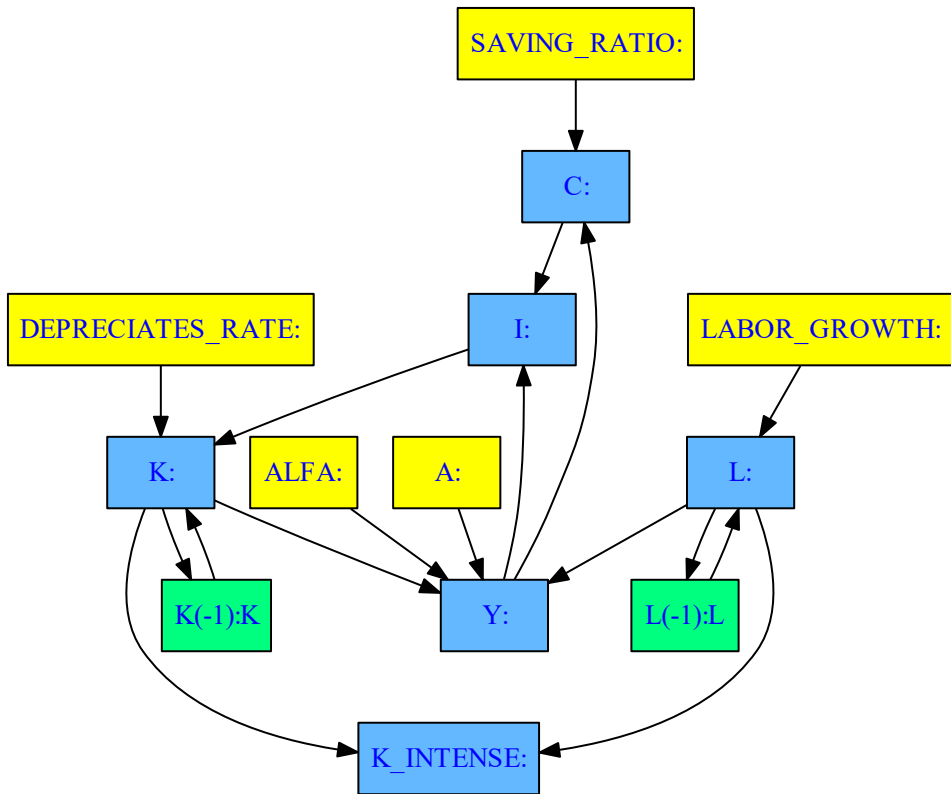 SAVING_RATIO:
C:
DEPRECIATES_RATE:
I:
LABOR_GROWTH:
K:
ALFA:
A:
L:
K(-1):K
Y:
L(-1):L
K_INTENSE: